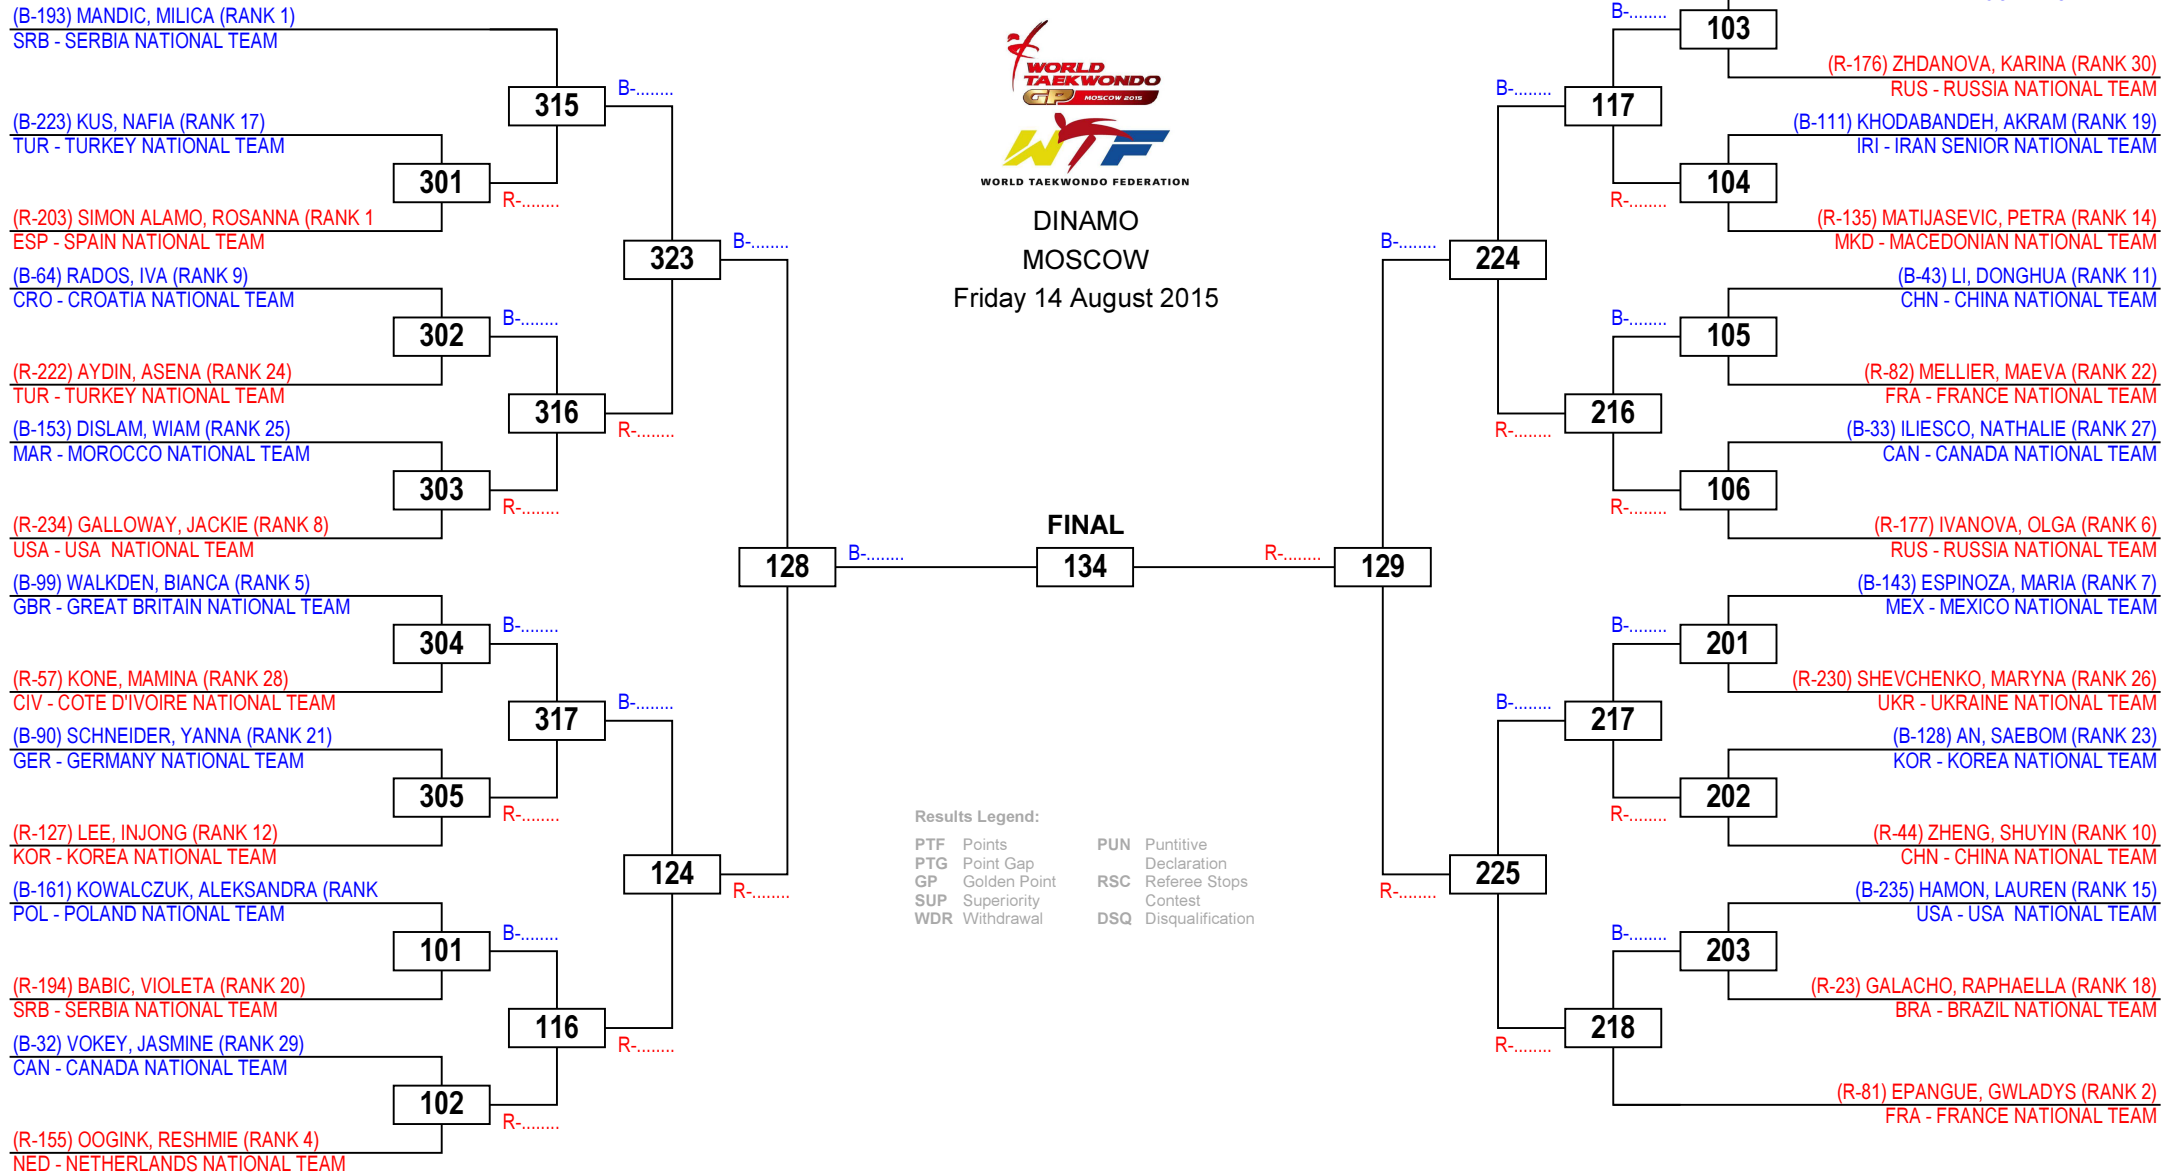 (B-193) MANDIC, MILICA (RANK 1)
SRB - SERBIA NATIONAL TEAM
315
B-........
(B-223) KUS, NAFIA (RANK 17)
TUR - TURKEY NATIONAL TEAM
301
R-........
(R-203) SIMON ALAMO, ROSANNA (RANK 1
ESP - SPAIN NATIONAL TEAM
323
B-........
(B-64) RADOS, IVA (RANK 9)
CRO - CROATIA NATIONAL TEAM
302
B-........
(R-222) AYDIN, ASENA (RANK 24)
TUR - TURKEY NATIONAL TEAM
316
R-........
(B-153) DISLAM, WIAM (RANK 25)
MAR - MOROCCO NATIONAL TEAM
303
R-........
(R-234) GALLOWAY, JACKIE (RANK 8)
USA - USA  NATIONAL TEAM
128
B-........
(B-99) WALKDEN, BIANCA (RANK 5)
GBR - GREAT BRITAIN NATIONAL TEAM
304
B-........
(R-57) KONE, MAMINA (RANK 28)
CIV - COTE D'IVOIRE NATIONAL TEAM
317
B-........
(B-90) SCHNEIDER, YANNA (RANK 21)
GER - GERMANY NATIONAL TEAM
305
R-........
(R-127) LEE, INJONG (RANK 12)
KOR - KOREA NATIONAL TEAM
124
R-........
(B-161) KOWALCZUK, ALEKSANDRA (RANK
POL - POLAND NATIONAL TEAM
101
B-........
(R-194) BABIC, VIOLETA (RANK 20)
SRB - SERBIA NATIONAL TEAM
116
R-........
(B-32) VOKEY, JASMINE (RANK 29)
CAN - CANADA NATIONAL TEAM
102
R-........
(R-155) OOGINK, RESHMIE (RANK 4)
NED - NETHERLANDS NATIONAL TEAM
WORLD
TAEKWONDO
GP MOSCOW 2015
WTF
WORLD TAEKWONDO FEDERATION
DINAMO
MOSCOW
Friday 14 August 2015
FINAL
134
Results Legend:
PTF Points
PTG Point Gap
GP Golden Point
SUP Superiority
WDR Withdrawal
PUN Puntitive
Declaration
RSC Referee Stops
Contest
DSQ Disqualification
B-........
103
(R-176) ZHDANOVA, KARINA (RANK 30)
RUS - RUSSIA NATIONAL TEAM
B-........
117
(B-111) KHODABANDEH, AKRAM (RANK 19)
IRI - IRAN SENIOR NATIONAL TEAM
104
R-........
(R-135) MATIJASEVIC, PETRA (RANK 14)
MKD - MACEDONIAN NATIONAL TEAM
B-........
224
(B-43) LI, DONGHUA (RANK 11)
CHN - CHINA NATIONAL TEAM
B-........
105
(R-82) MELLIER, MAEVA (RANK 22)
FRA - FRANCE NATIONAL TEAM
216
R-........
(B-33) ILIESCO, NATHALIE (RANK 27)
CAN - CANADA NATIONAL TEAM
106
R-........
(R-177) IVANOVA, OLGA (RANK 6)
RUS - RUSSIA NATIONAL TEAM
R-........
129
(B-143) ESPINOZA, MARIA (RANK 7)
MEX - MEXICO NATIONAL TEAM
B-........
201
(R-230) SHEVCHENKO, MARYNA (RANK 26)
UKR - UKRAINE NATIONAL TEAM
B-........
217
(B-128) AN, SAEBOM (RANK 23)
KOR - KOREA NATIONAL TEAM
202
R-........
(R-44) ZHENG, SHUYIN (RANK 10)
CHN - CHINA NATIONAL TEAM
225
R-........
(B-235) HAMON, LAUREN (RANK 15)
USA - USA  NATIONAL TEAM
B-........
203
(R-23) GALACHO, RAPHAELLA (RANK 18)
BRA - BRAZIL NATIONAL TEAM
218
R-........
(R-81) EPANGUE, GWLADYS (RANK 2)
FRA - FRANCE NATIONAL TEAM